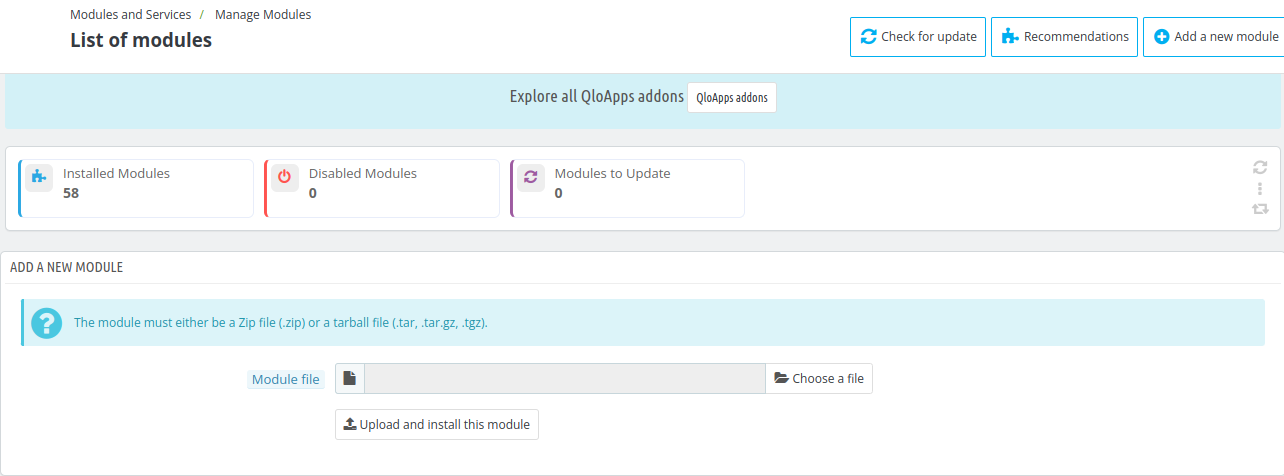 Modules and Services / Manage Modules
List of modules
Check for update
Recommendations
Add a new module
Explore all QloApps addons QloApps addons
Installed Modules
58
Disabled Modules
0
Modules to Update
0
ADD A NEW MODULE
? The module must either be a Zip file (.zip) or a tarball file (.tar, .tar.gz, .tgz).
Module file
Choose a file
Upload and install this module